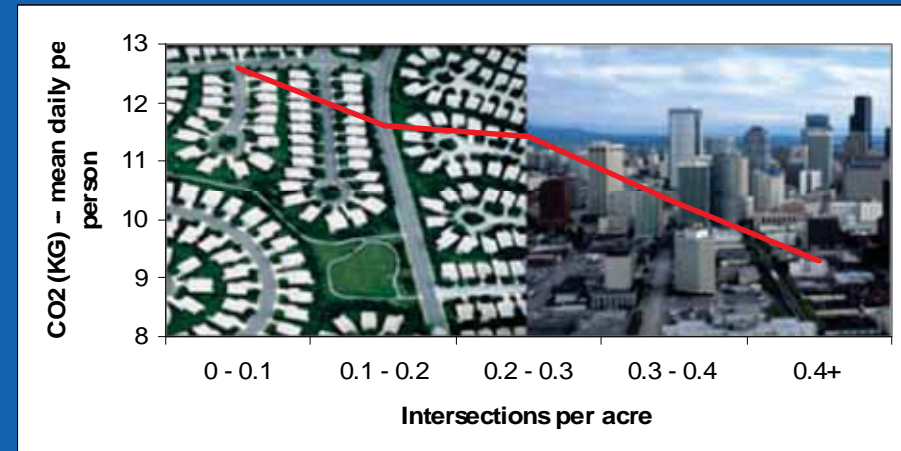 CO2 (KG) – mean daily pe
person
13
12
11
10
9
8
0 - 0.1
0.1 - 0.2
0.2 - 0.3
0.3 - 0.4
0.4+
Intersections per acre